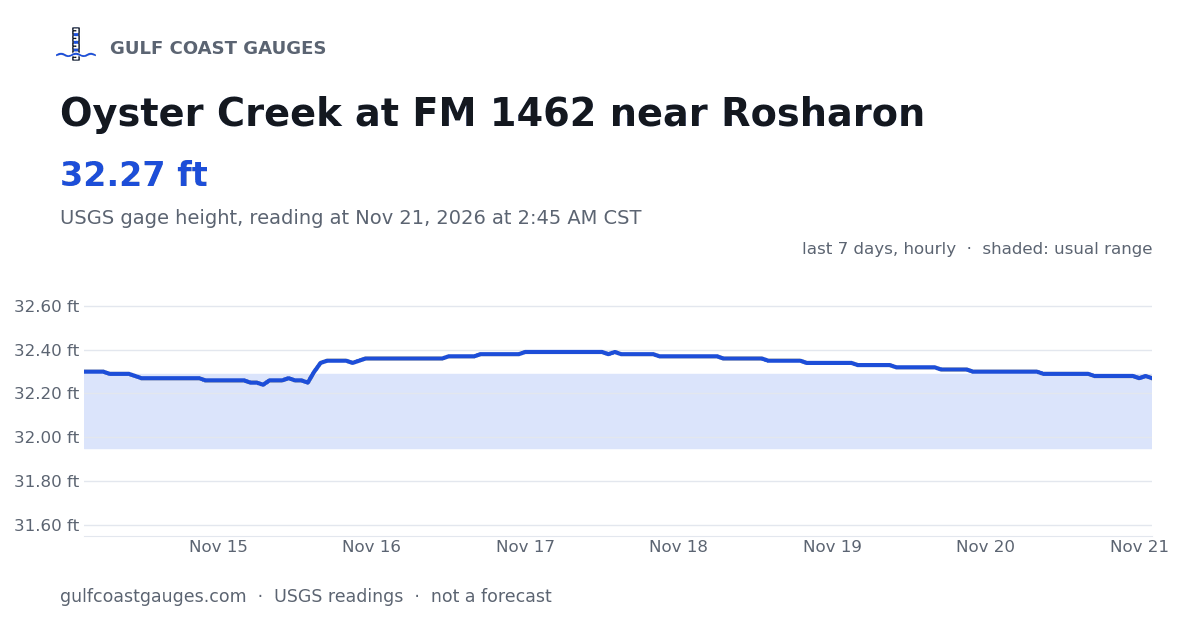 GULF COAST GAUGES
Oyster Creek at FM 1462 near Rosharon
32.27 ft
USGS gage height, reading at Nov 21, 2026 at 2:45 AM CST
last 7 days, hourly · shaded: usual range
32.60 ft
32.40 ft
32.20 ft
32.00 ft
31.80 ft
31.60 ft
Nov 15 Nov 16 Nov 17 Nov 18 Nov 19 Nov 20 Nov 21
gulfcoastgauges.com · USGS readings · not a forecast